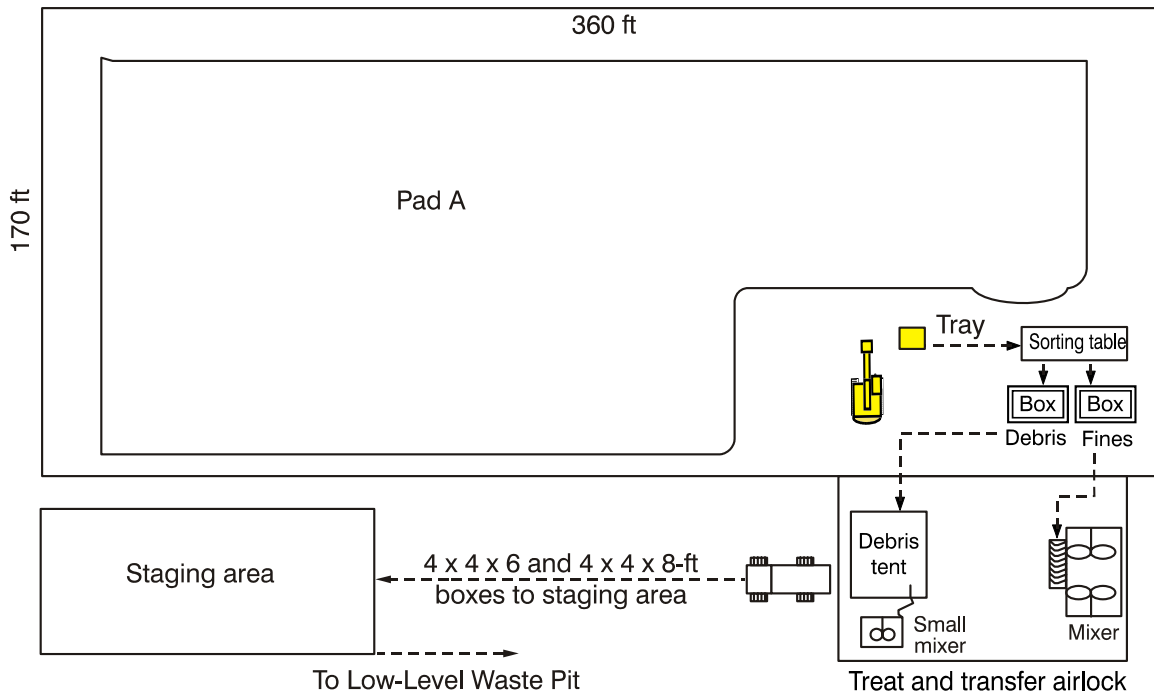 360 ft
170 ft
Pad A
Tray
Sorting table
Box
Box
Debris
Fines
Staging area
4 x 4 x 6 and 4 x 4 x 8-ft
boxes to staging area
Debris
tent
Small
mixer
Mixer
To Low-Level Waste Pit
Treat and transfer airlock